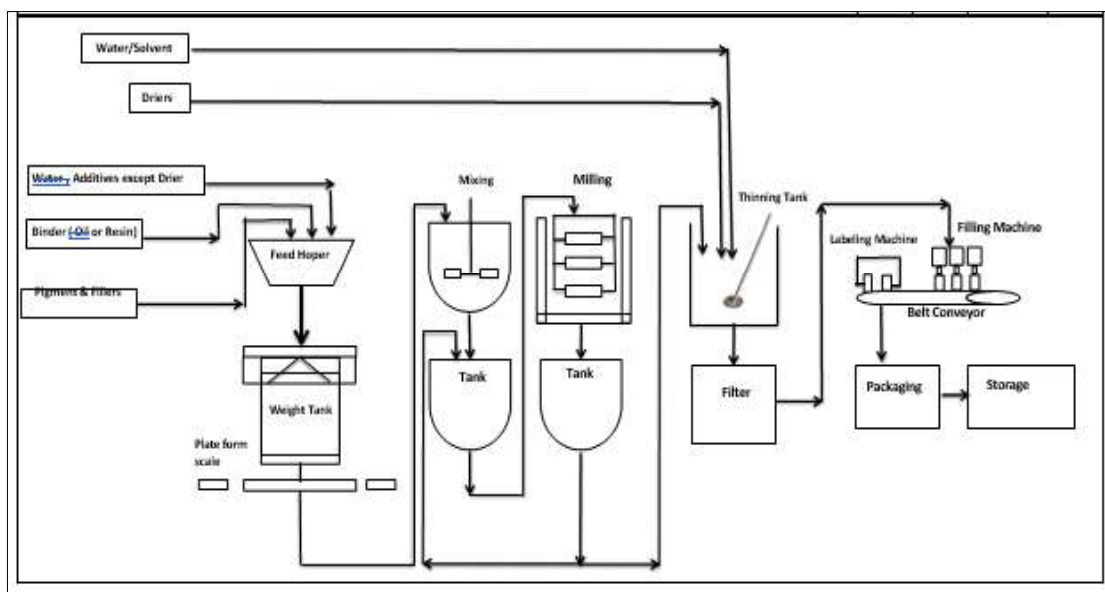 Water/Solvent
Driers
Water , Additives except Drier
Mixing
Milling
Thinning Tank
Binder ( Oil or Resin)
Feed Hoper
Labeling Machine
Filling Machine
Pigmens & Fillers
Belt Conveyor
Tank
Tank
Filter
Packaging
Storage
Weight Tank
Plate form
scale